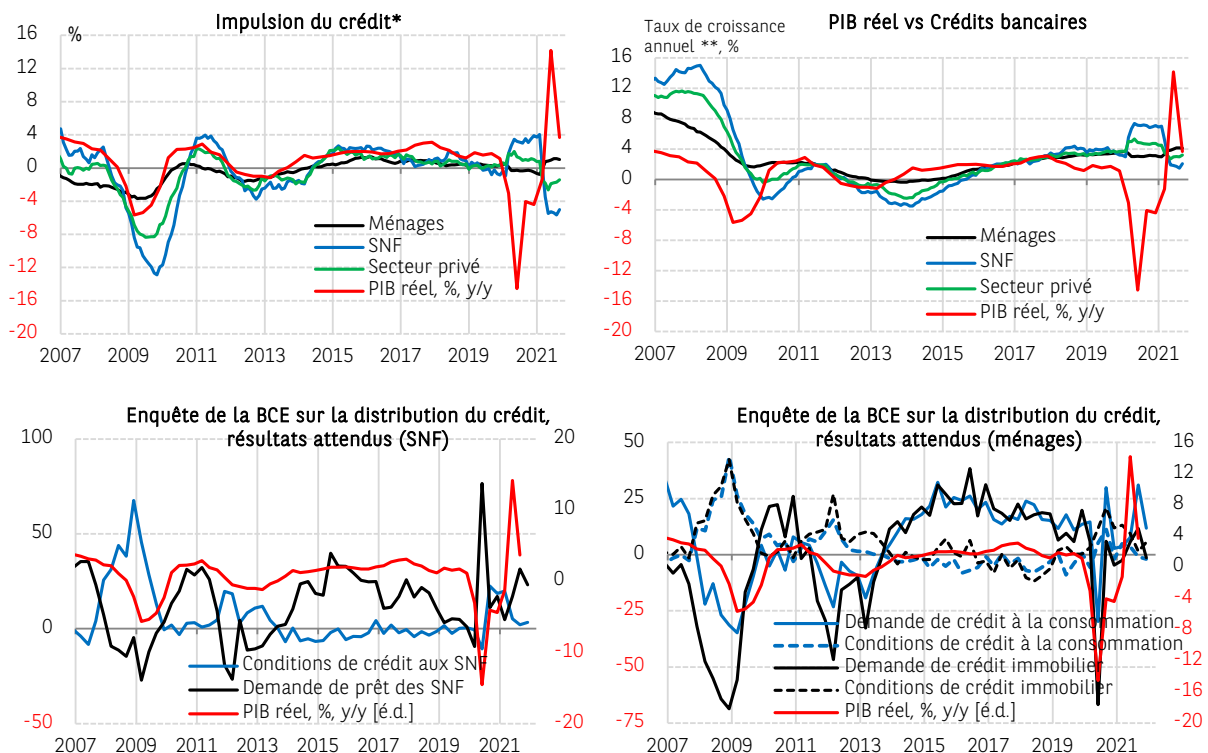 Impulsion du crédit*
%
16
12
8
4
0
-4
-8
-12
-16
-20
Ménages
SNF
Secteur privé
PIB réel, %, y/y
2007 2009 2011 2013 2015 2017 2019 2021
PIB réel vs Crédits bancaires
Taux de croissance
annuel **, %
16
12
8
4
0
-4
-8
-12
-16
-20
Ménages
SNF
Secteur privé
PIB réel, %, y/y
2007 2009 2011 2013 2015 2017 2019 2021
Enquête de la BCE sur la distribution du crédit,
résultats attendus (SNF)
100
50
0
-50
20
10
0
-10
-20
Conditions de crédit aux SNF
Demande de prêt des SNF
PIB réel, %, y/y [é.d.]
2007 2009 2011 2013 2015 2017 2019 2021
Enquête de la BCE sur la distribution du crédit,
résultats attendus (ménages)
50
25
0
-25
-50
-75
16
12
8
4
0
-4
-8
-12
-16
-20
Demande de crédit à la consommation
Conditions de crédit à la consommation
Demande de crédit immobilier
Conditions de crédit immobilier
PIB réel, %, y/y [é.d.]
2007 2009 2011 2013 2015 2017 2019 2021